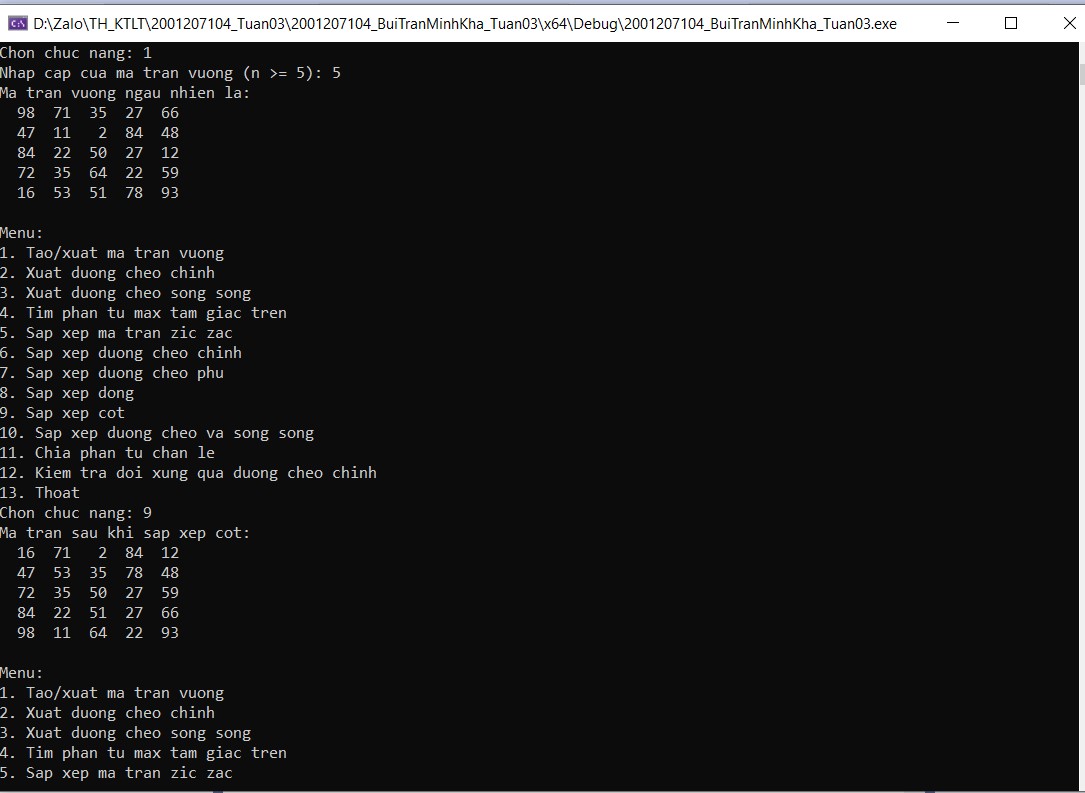 D:\Zalo\TH_KTLT\2001207104_Tuan03\2001207104_BuiTranMinhKha_Tuan03\x64\Debug\2001207104_BuiTranMinhKha_Tuan03.exe
Chon chuc nang: 1
Nhap cap cua ma tran vuong (n >= 5): 5
Ma tran vuong ngau nhien la:
  98  71  35  27  66
  47  11   2  84  48
  84  22  50  27  12
  72  35  64  22  59
  16  53  51  78  93

Menu:
1. Tao/xuat ma tran vuong
2. Xuat duong cheo chinh
3. Xuat duong cheo song song
4. Tim phan tu max tam giac tren
5. Sap xep ma tran zic zac
6. Sap xep duong cheo chinh
7. Sap xep duong cheo phu
8. Sap xep dong
9. Sap xep cot
10. Sap xep duong cheo va song song
11. Chia phan tu chan le
12. Kiem tra doi xung qua duong cheo chinh
13. Thoat
Chon chuc nang: 9
Ma tran sau khi sap xep cot:
  16  71   2  84  12
  47  53  35  78  48
  72  35  50  27  59
  84  22  51  27  66
  98  11  64  22  93

Menu:
1. Tao/xuat ma tran vuong
2. Xuat duong cheo chinh
3. Xuat duong cheo song song
4. Tim phan tu max tam giac tren
5. Sap xep ma tran zic zac